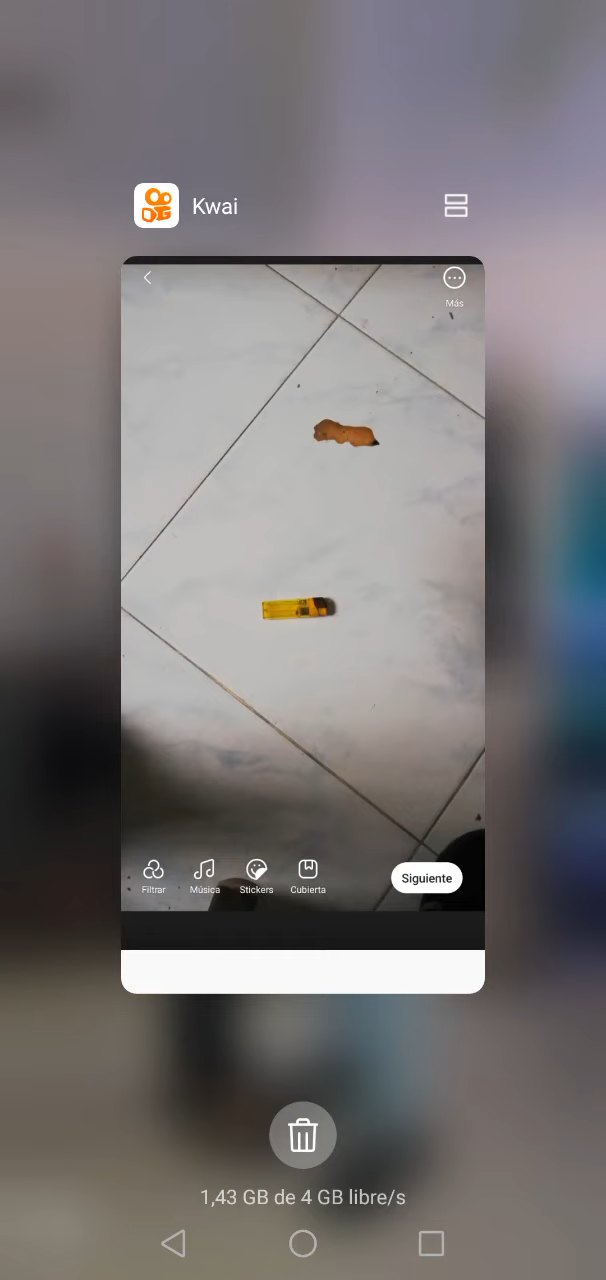 Kwai
Más
Filtrar
Música
Stickers
Cubierta
Siguiente
1,43 GB de 4 GB libre/s